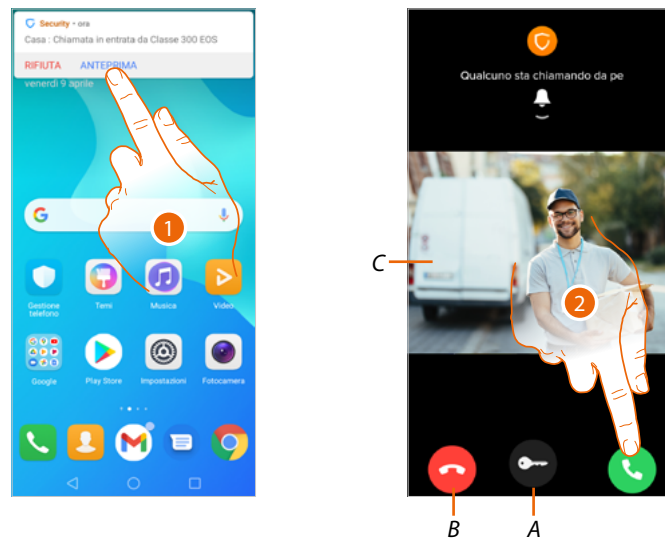 Security • ora
Casa : Chiamata in entrata da Classe 300 EOS
RIFIUTA ANTEPRIMA
venerdì 9 aprile
G
1
Gestione telefono
Temi
Musica
Video
Google
Play Store
Impostazioni
Fotocamera
Qualcuno sta chiamando da pe
C
2
B
A